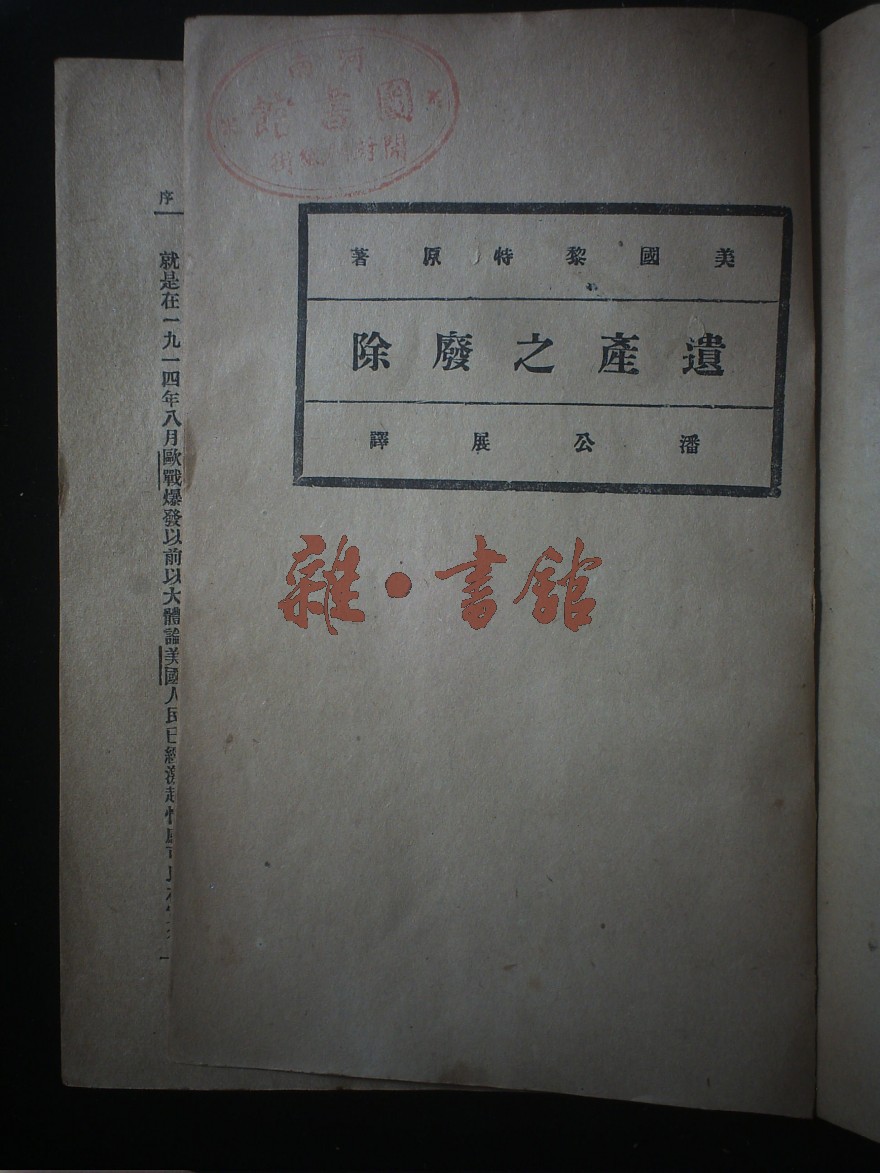 河南
圖書館
美國黎特原著
遺產之廢除
潘公展譯
雜·書館
序
就是在一九一四年八月歐戰爆發以前以大體論美國人民已經